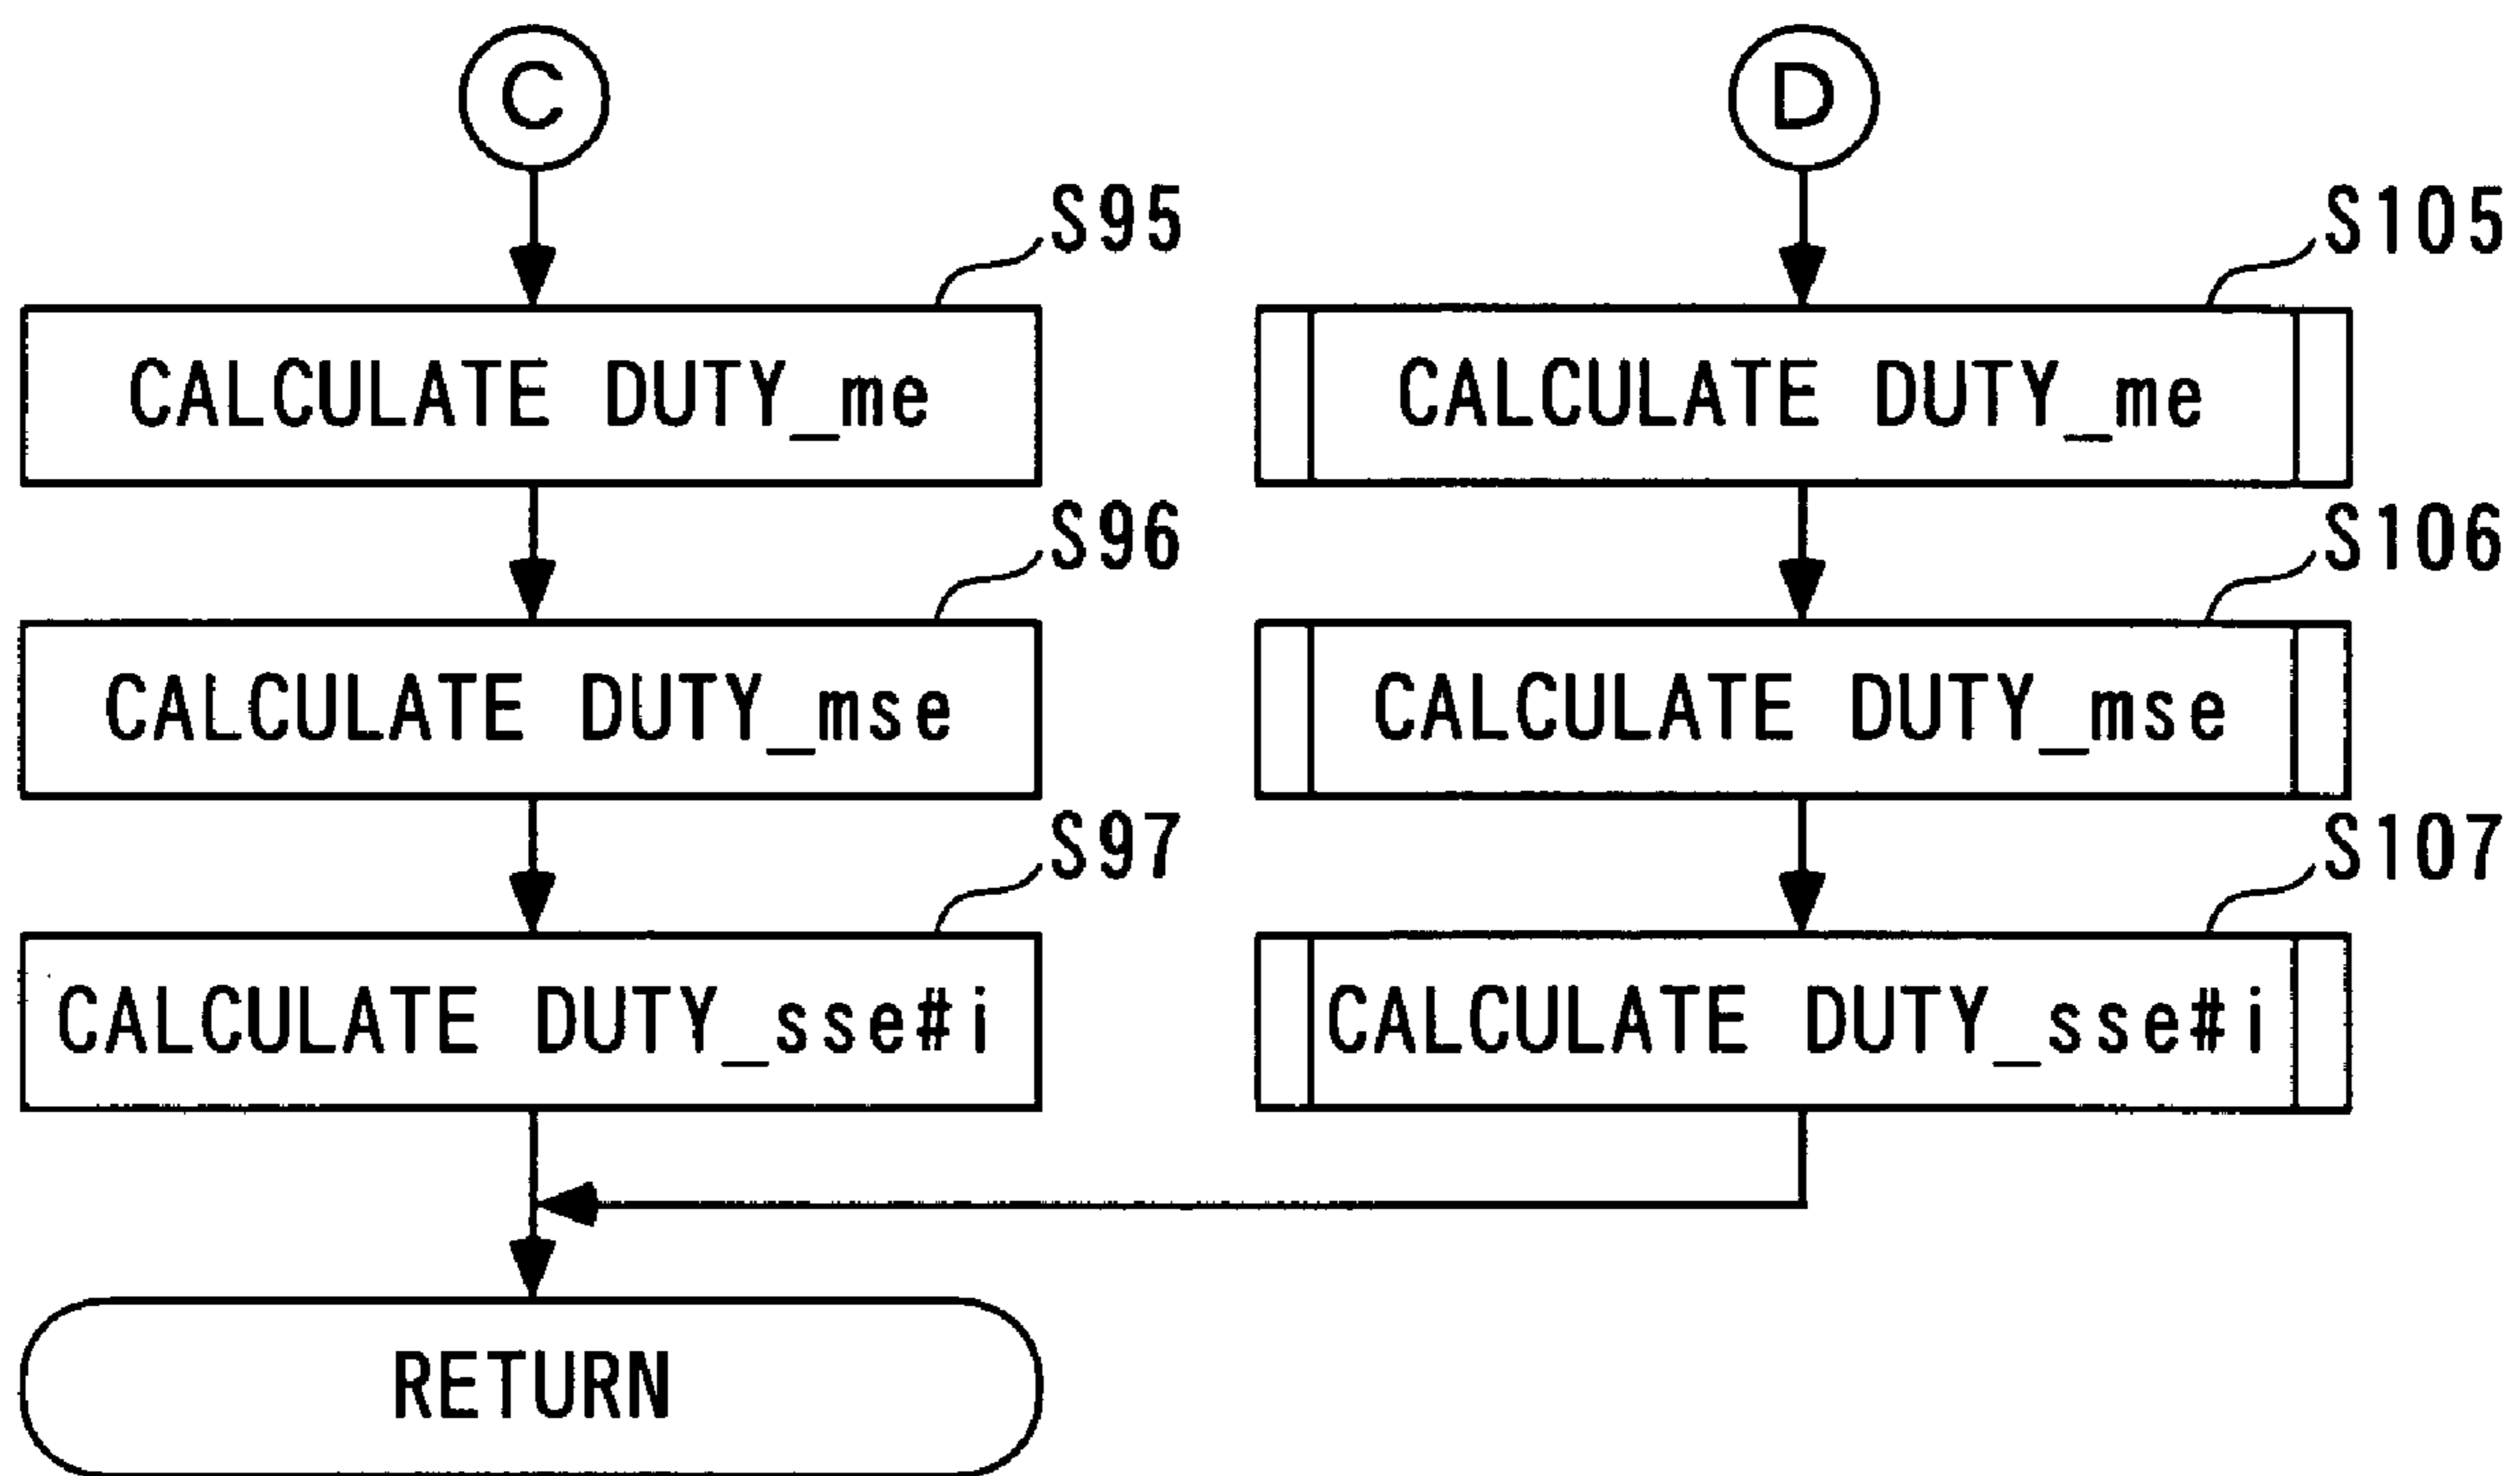 C
S95
CALCULATE DUTY_me
S96
CALCULATE DUTY_mse
S97
CALCULATE DUTY_sse#i
RETURN
D
S105
CALCULATE DUTY_me
S106
CALCULATE DUTY_mse
S107
CALCULATE DUTY_sse#i